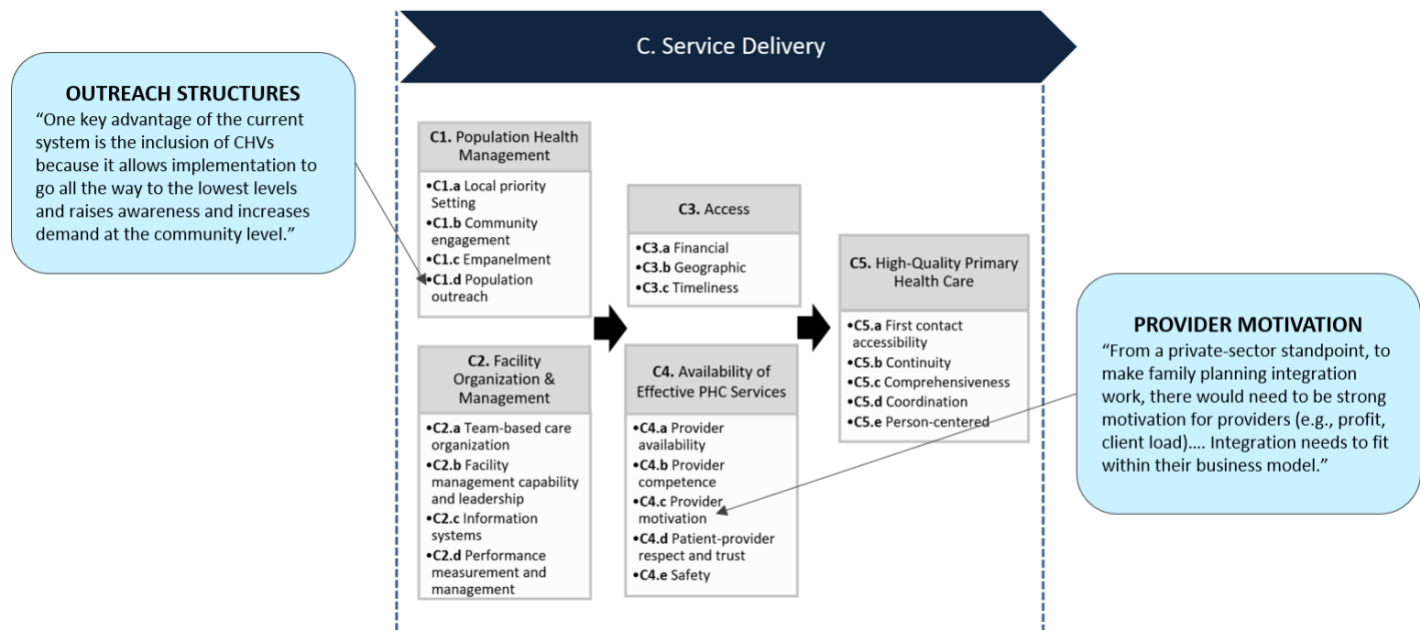 C. Service Delivery
OUTREACH STRUCTURES
“One key advantage of the current
system is the inclusion of CHVs
because it allows implementation to
go all the way to the lowest levels
and raises awareness and increases
demand at the community level.”
C1. Population Health
Management
•C1.a Local priority
Setting
•C1.b Community
engagement
•C1.c Empanelment
•C1.d Population
outreach
C2. Facility
Organization &
Management
•C2.a Team-based care
organization
•C2.b Facility
management capability
and leadership
•C2.c Information
systems
•C2.d Performance
measurement and
management
C3. Access
•C3.a Financial
•C3.b Geographic
•C3.c Timeliness
C4. Availability of
Effective PHC Services
•C4.a Provider
availability
•C4.b Provider
competence
•C4.c Provider
motivation
•C4.d Patient-provider
respect and trust
•C4.e Safety
C5. High-Quality Primary
Health Care
•C5.a First contact
accessibility
•C5.b Continuity
•C5.c Comprehensiveness
•C5.d Coordination
•C5.e Person-centered
PROVIDER MOTIVATION
“From a private-sector standpoint, to
make family planning integration
work, there would need to be strong
motivation for providers (e.g., profit,
client load)…. Integration needs to fit
within their business model.”